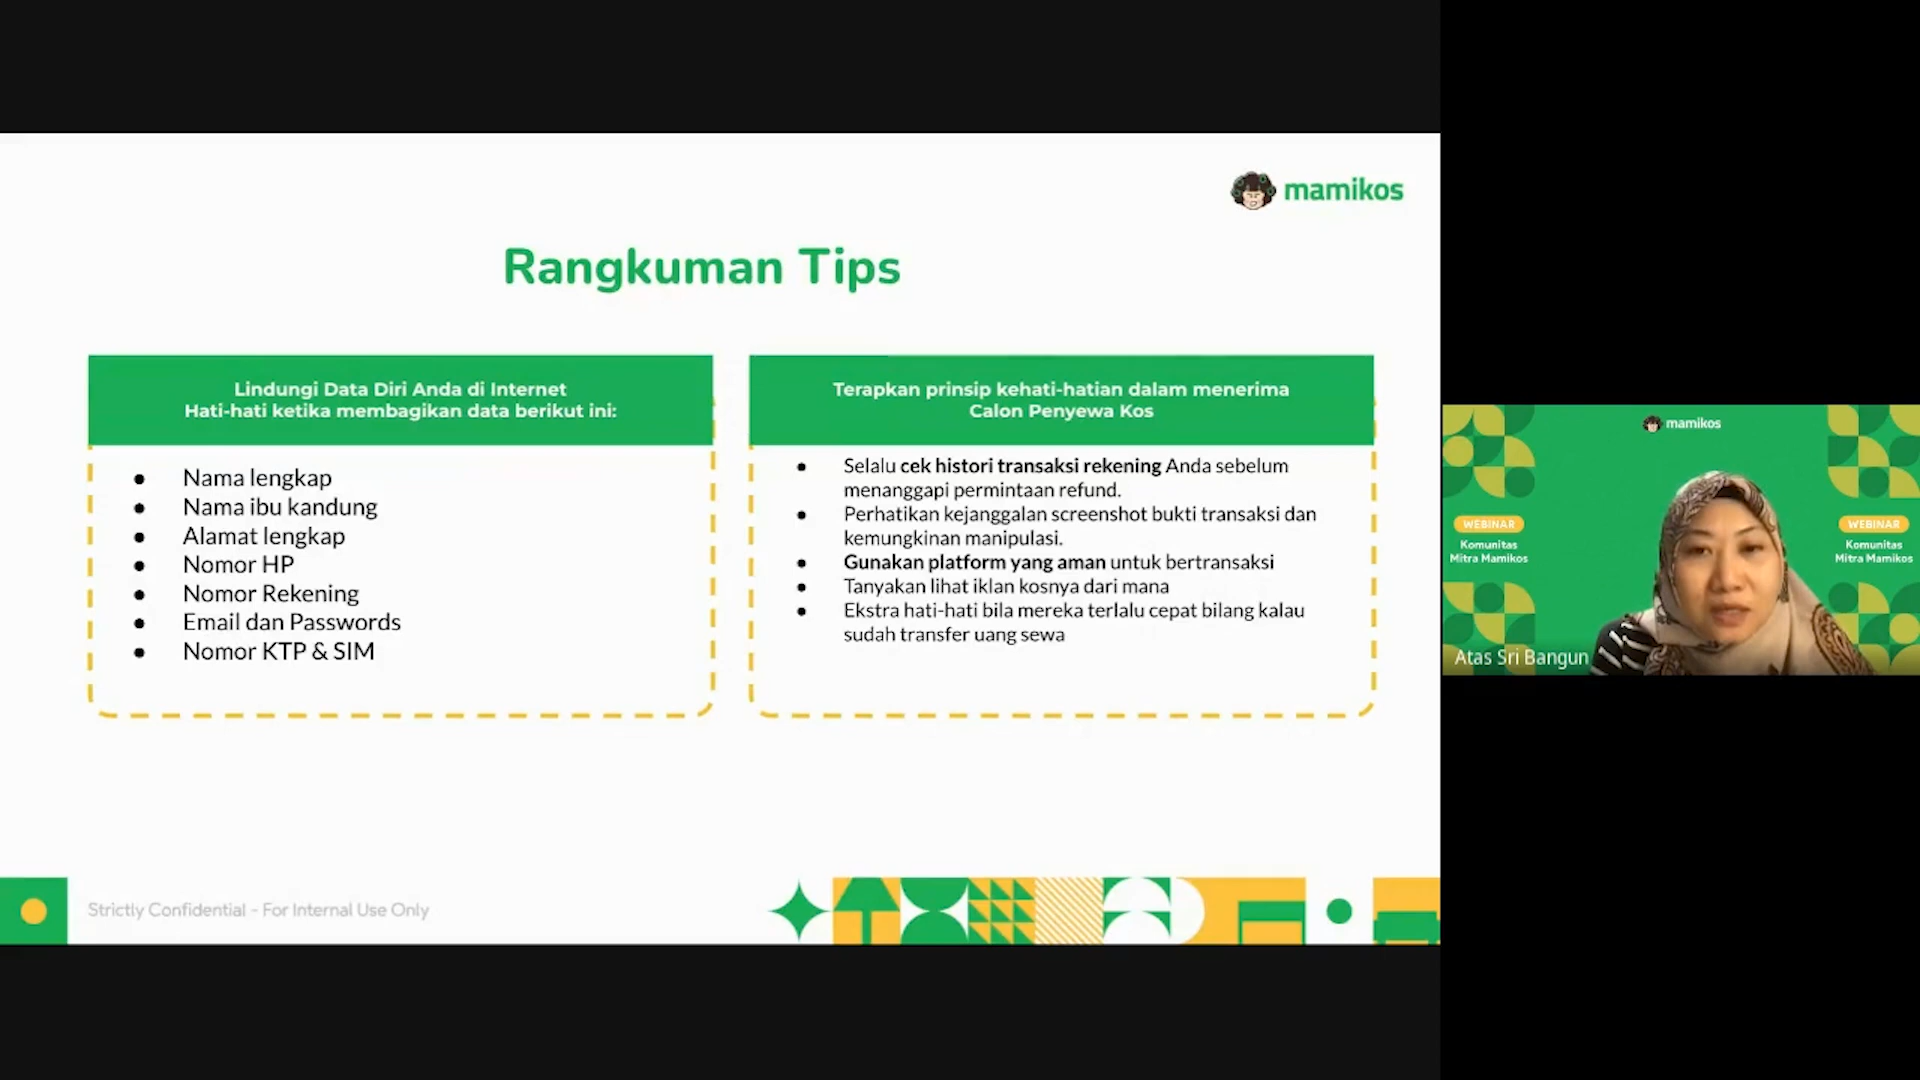 mamikos
Rangkuman Tips
Lindungi Data Diri Anda di Internet
Hati-hati ketika membagikan data berikut ini:
● Nama lengkap
● Nama ibu kandung
● Alamat lengkap
● Nomor HP
● Nomor Rekening
● Email dan Passwords
● Nomor KTP & SIM
Terapkan prinsip kehati-hatian dalam menerima
Calon Penyewa Kos
● Selalu cek histori transaksi rekening Anda sebelum
menanggapi permintaan refund.
● Perhatikan kejanggalan screenshot bukti transaksi dan
kemungkinan manipulasi.
● Gunakan platform yang aman untuk bertransaksi
● Tanyakan lihat iklan kosnya dari mana
● Ekstra hati-hati bila mereka terlalu cepat bilang kalau
sudah transfer uang sewa
Strictly Confidential - For Internal Use Only
mamikos
WEBINAR
Komunitas
Mitra Mamikos
WEBINAR
Komunitas
Mitra Mamikos
Atas Sri Bangun